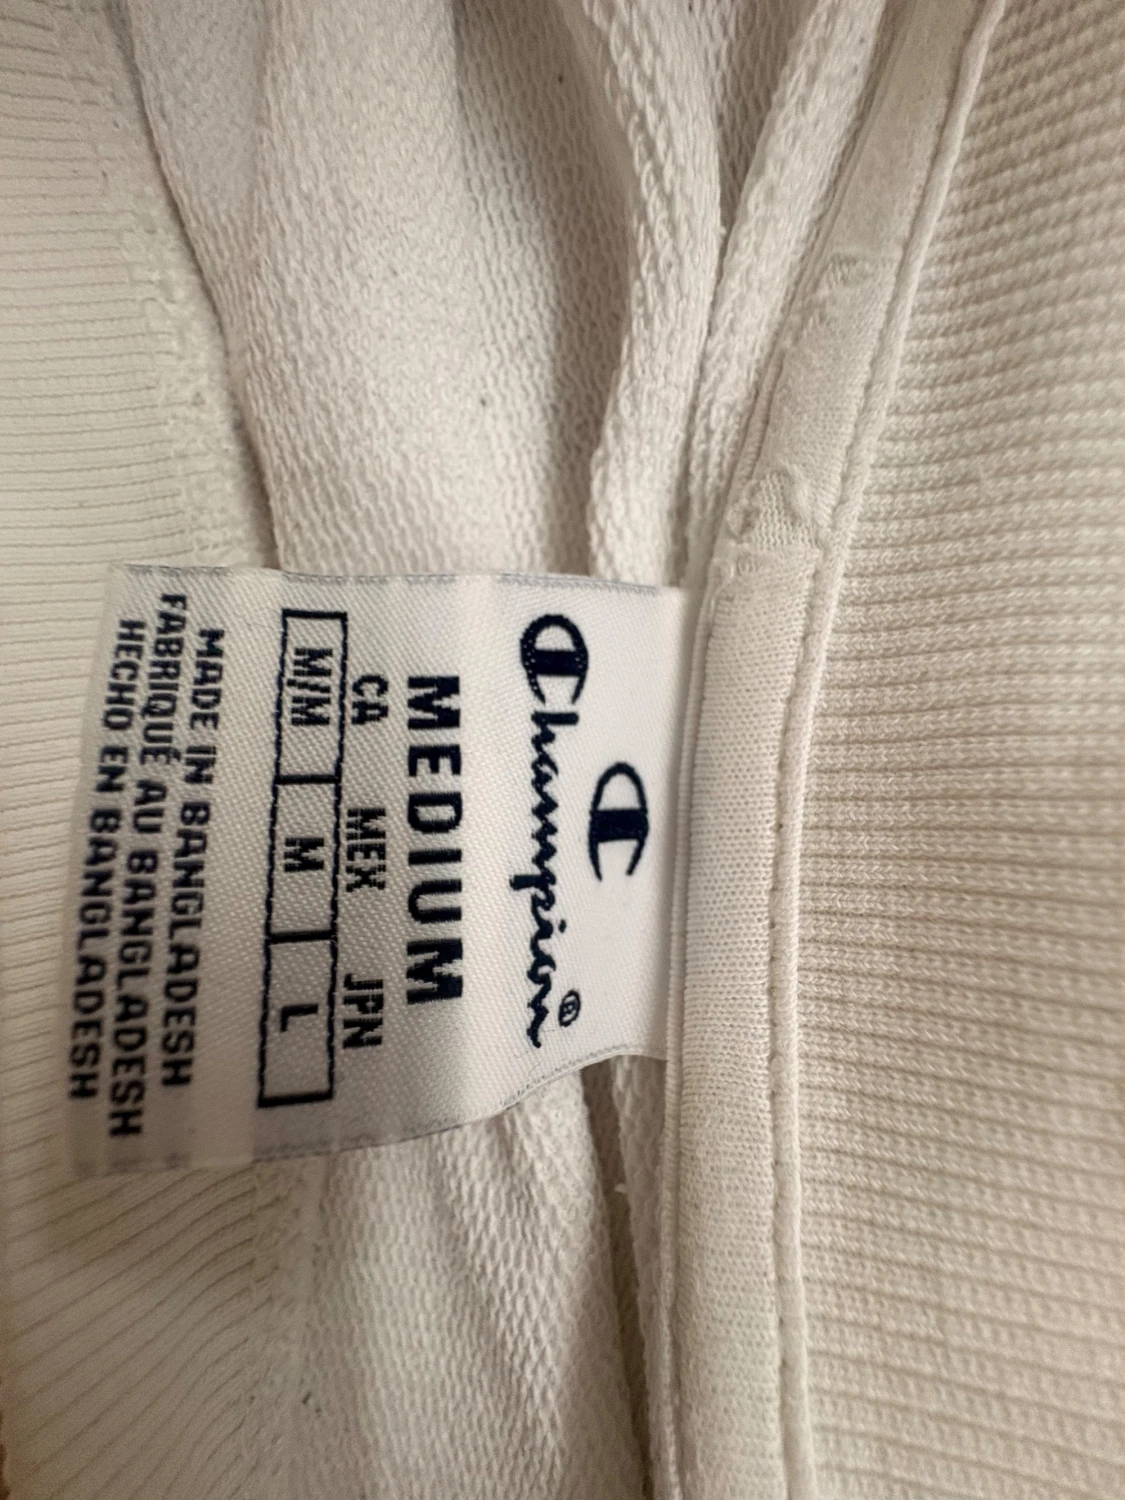 C
Champion®
MEDIUM
CA MEX JPN
M/M M L
MADE IN BANGLADESH
FABRIQUÉ AU BANGLADESH
HECHO EN BANGLADESH